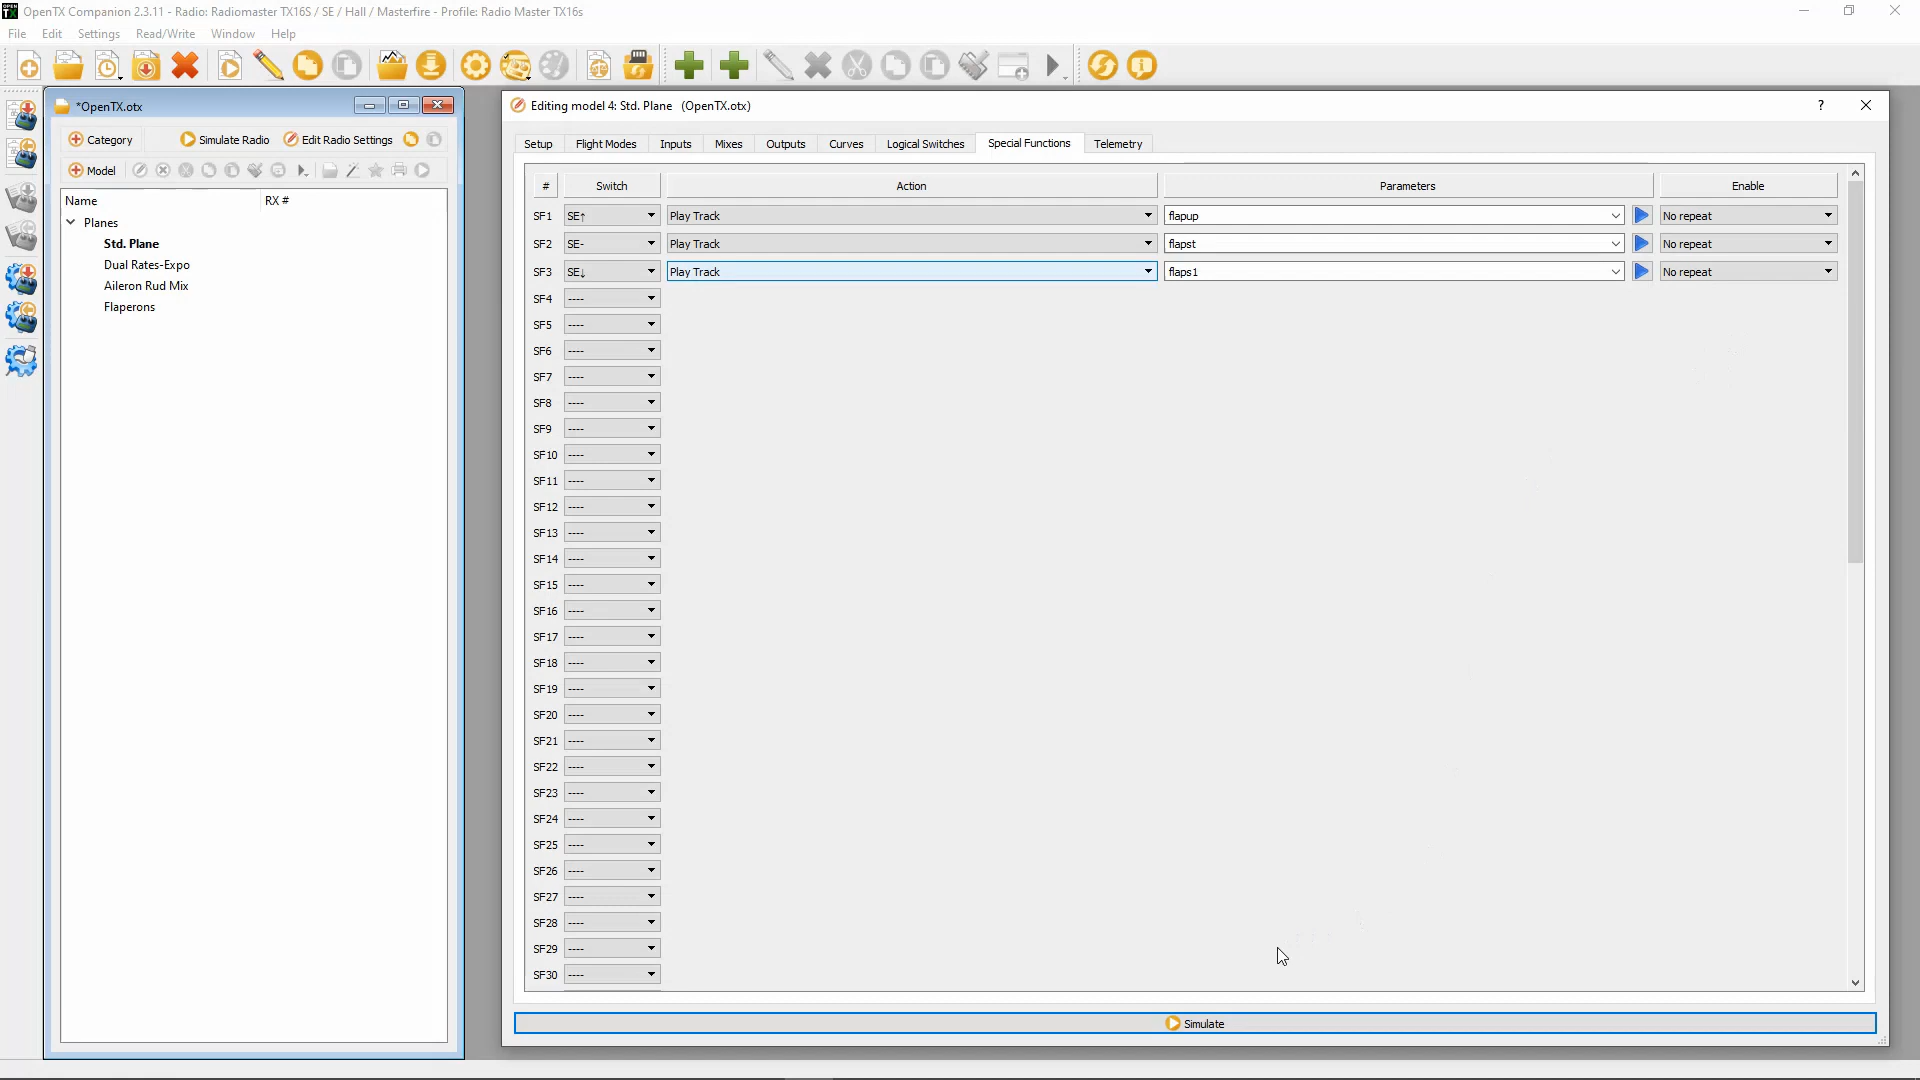 OpenTX Companion 2.3.11 - Radio: Radiomaster TX16S / SE / Hall / Masterfire - Profile: Radio Master TX16s
File Edit Settings Read/Write Window Help
*OpenTX.otx
Category Simulate Radio Edit Radio Settings
Model
Name RX #
Planes
Std. Plane
Dual Rates-Expo
Aileron Rud Mix
Flaperons
Editing model 4: Std. Plane (OpenTX.otx)
Setup Flight Modes Inputs Mixes Outputs Curves Logical Switches Special Functions Telemetry
# Switch Action Parameters Enable
SF1 SE↑ Play Track flapup No repeat
SF2 SE- Play Track flapst No repeat
SF3 SE↓ Play Track flaps1 No repeat
SF4 ----
SF5 ----
SF6 ----
SF7 ----
SF8 ----
SF9 ----
SF10 ----
SF11 ----
SF12 ----
SF13 ----
SF14 ----
SF15 ----
SF16 ----
SF17 ----
SF18 ----
SF19 ----
SF20 ----
SF21 ----
SF22 ----
SF23 ----
SF24 ----
SF25 ----
SF26 ----
SF27 ----
SF28 ----
SF29 ----
SF30 ----
Simulate